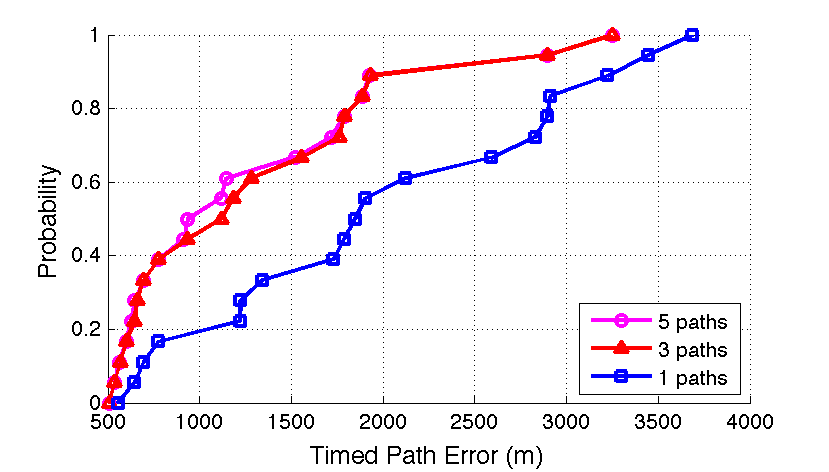 1
0.8
0.6
0.4
0.2
0
Probability
500 1000 1500 2000 2500 3000 3500 4000
Timed Path Error (m)
5 paths
3 paths
1 paths